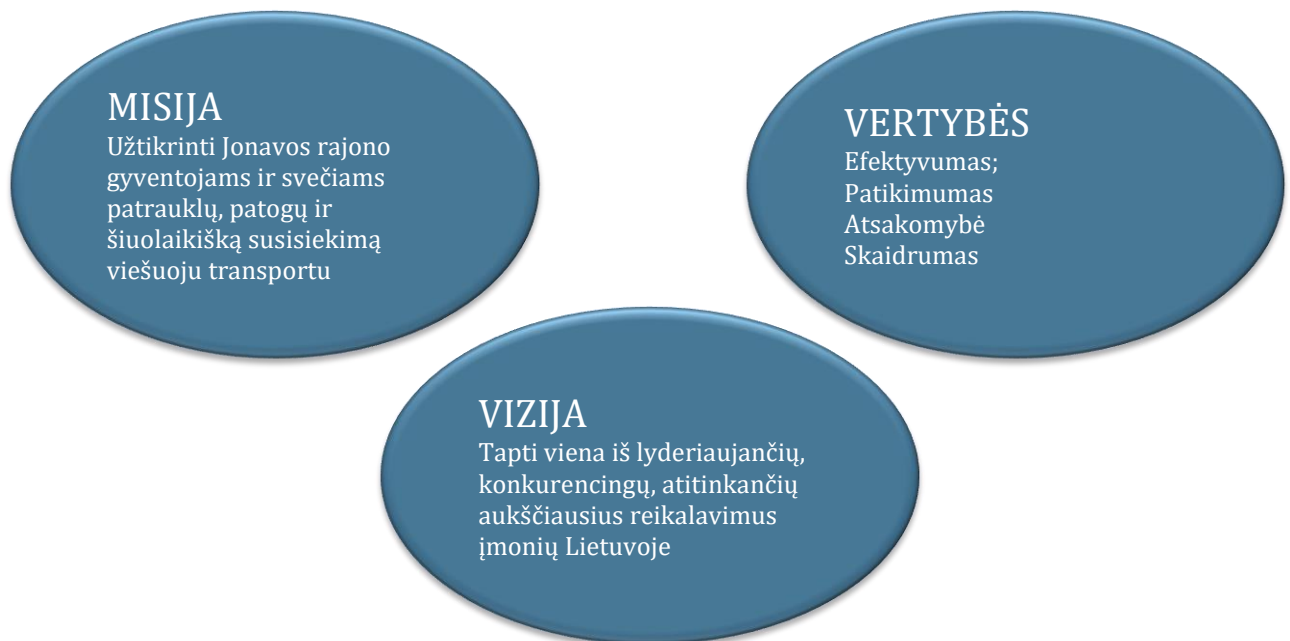 MISIJA
Užtikrinti Jonavos rajono
gyventojams ir svečiams
patrauklų, patogų ir
šiuolaikišką susisiekimą
viešuoju transportu
VERTYBĖS
Efektyvumas;
Patikimumas
Atsakomybė
Skaidrumas
VIZIJA
Tapti viena iš lyderiaujančių,
konkurencingų, atitinkančių
aukščiausius reikalavimus
įmonių Lietuvoje